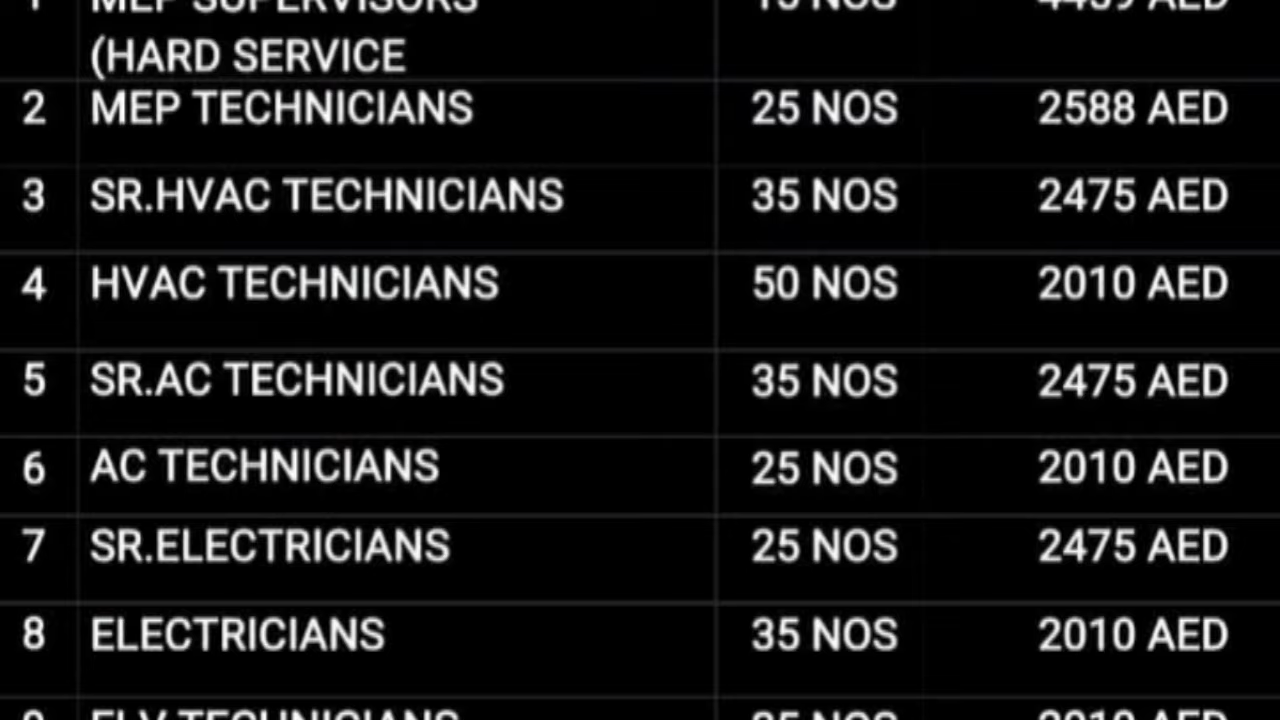 1 MEP SUPERVISORS 15 NOS 4439 AED
(HARD SERVICE
2 MEP TECHNICIANS 25 NOS 2588 AED
3 SR.HVAC TECHNICIANS 35 NOS 2475 AED
4 HVAC TECHNICIANS 50 NOS 2010 AED
5 SR.AC TECHNICIANS 35 NOS 2475 AED
6 AC TECHNICIANS 25 NOS 2010 AED
7 SR.ELECTRICIANS 25 NOS 2475 AED
8 ELECTRICIANS 35 NOS 2010 AED
9 ELV TECHNICIANS NOS AED